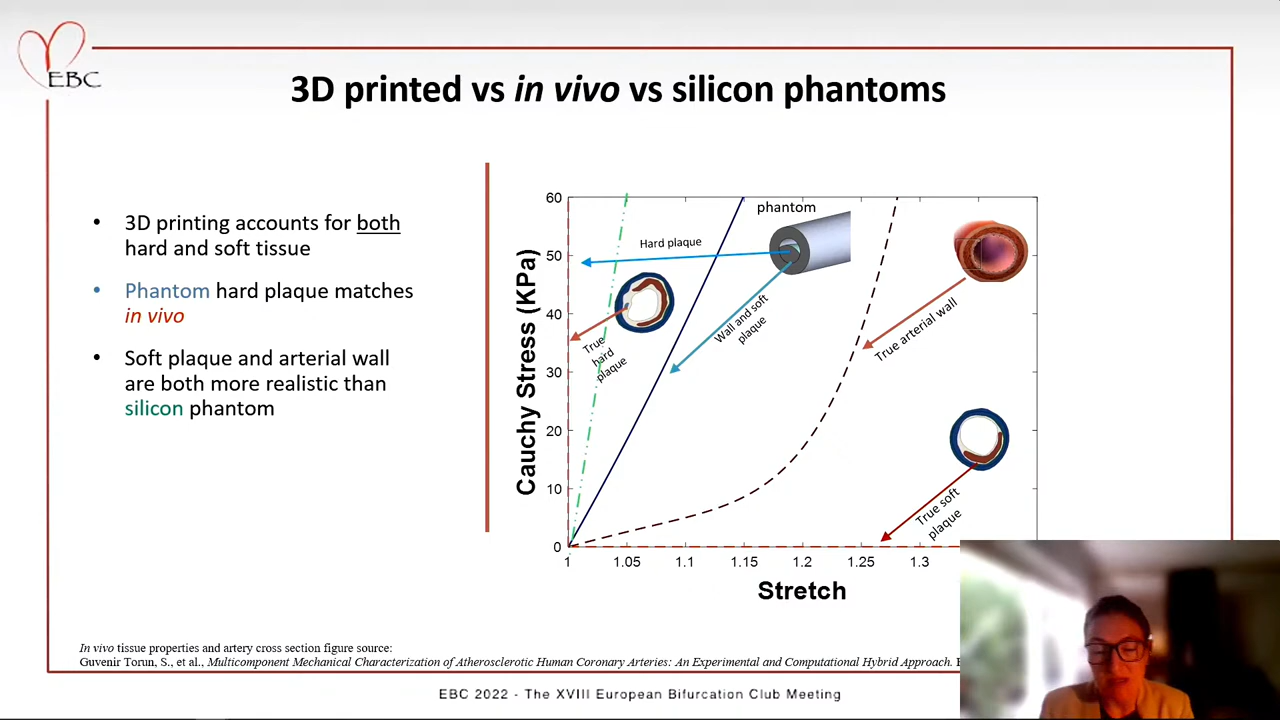 EBC
3D printed vs in vivo vs silicon phantoms
• 3D printing accounts for both
hard and soft tissue
• Phantom hard plaque matches
in vivo
• Soft plaque and arterial wall
are both more realistic than
silicon phantom
Cauchy Stress (KPa)
60
50
40
30
20
10
0
phantom
Hard plaque
Wall and soft
plaque
True
hard
plaque
True arterial wall
True soft
plaque
1 1.05 1.1 1.15 1.2 1.25 1.3
Stretch
In vivo tissue properties and artery cross section figure source:
Guvenir Torun, S., et al., Multicomponent Mechanical Characterization of Atherosclerotic Human Coronary Arteries: An Experimental and Computational Hybrid Approach.
EBC 2022 - The XVIII European Bifurcation Club Meeting